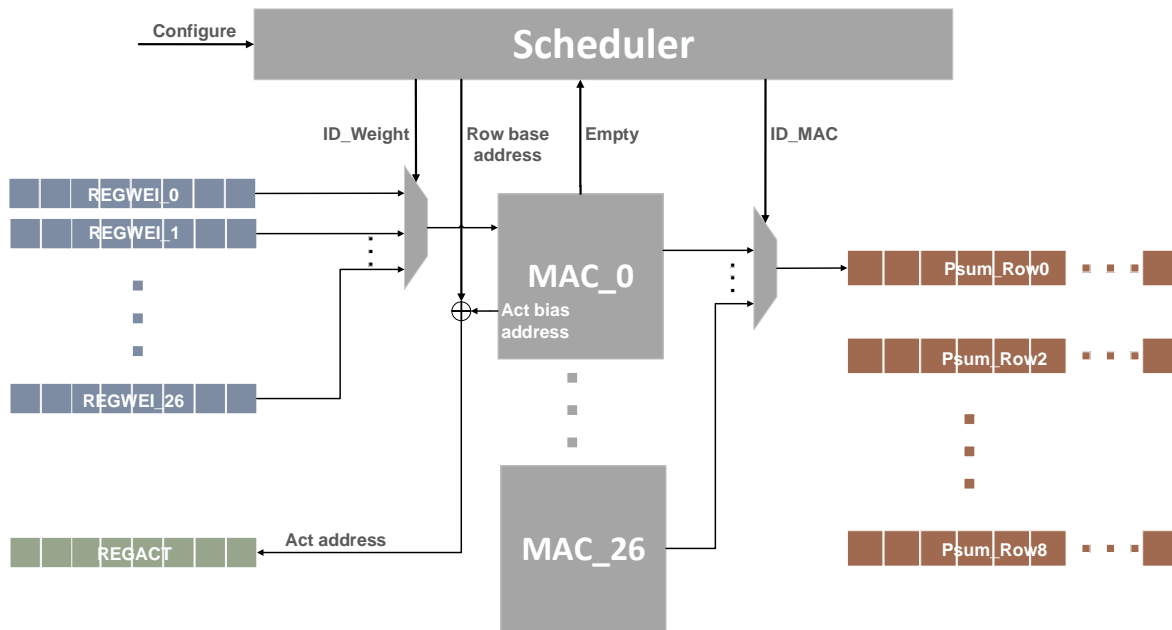 Configure
Scheduler
ID_Weight
Row base
address
Empty
ID_MAC
REGWEI_0
REGWEI_1
REGWEI_26
MAC_0
Act bias
address
Psum_Row0
Psum_Row2
Psum_Row8
REGACT
Act address
MAC_26